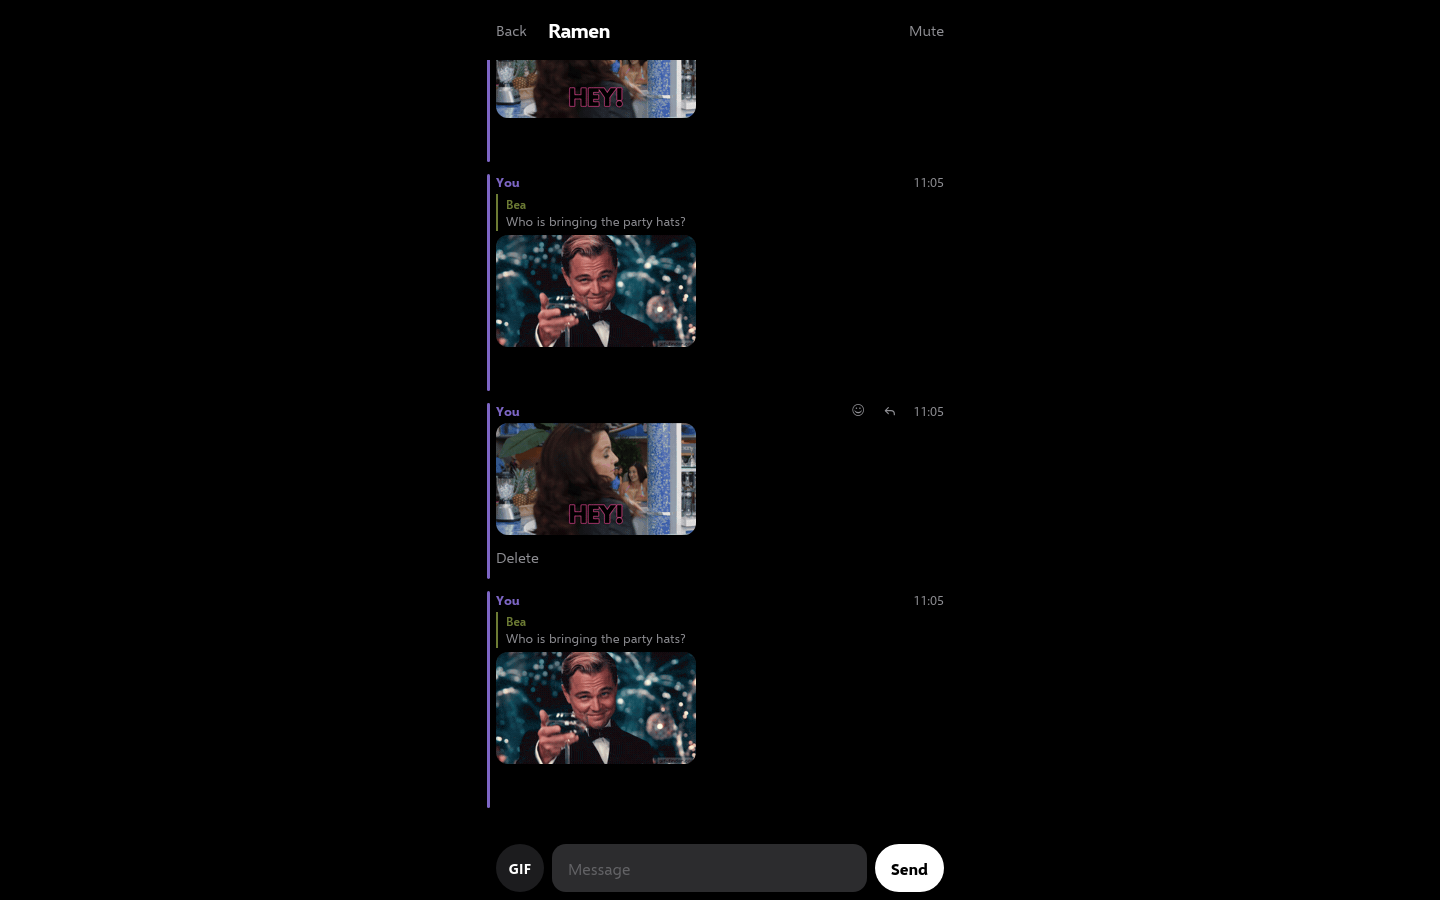 Back Ramen Mute
HEY!
You 11:05
Bea
Who is bringing the party hats?
You 11:05
HEY!
Delete
You 11:05
Bea
Who is bringing the party hats?
GIF Message Send